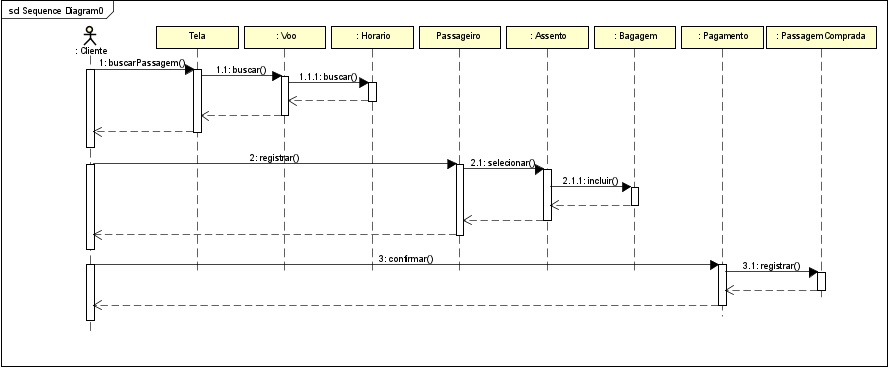 sd Sequence Diagram0
: Cliente
Tela
: Voo
: Horario
Passageiro
: Assento
: Bagagem
: Pagamento
: PassagemComprada
1: buscarPassagem()
1.1: buscar()
1.1.1: buscar()
2: registrar()
2.1: selecionar()
2.1.1: incluir()
3: confirmar()
3.1: registrar()